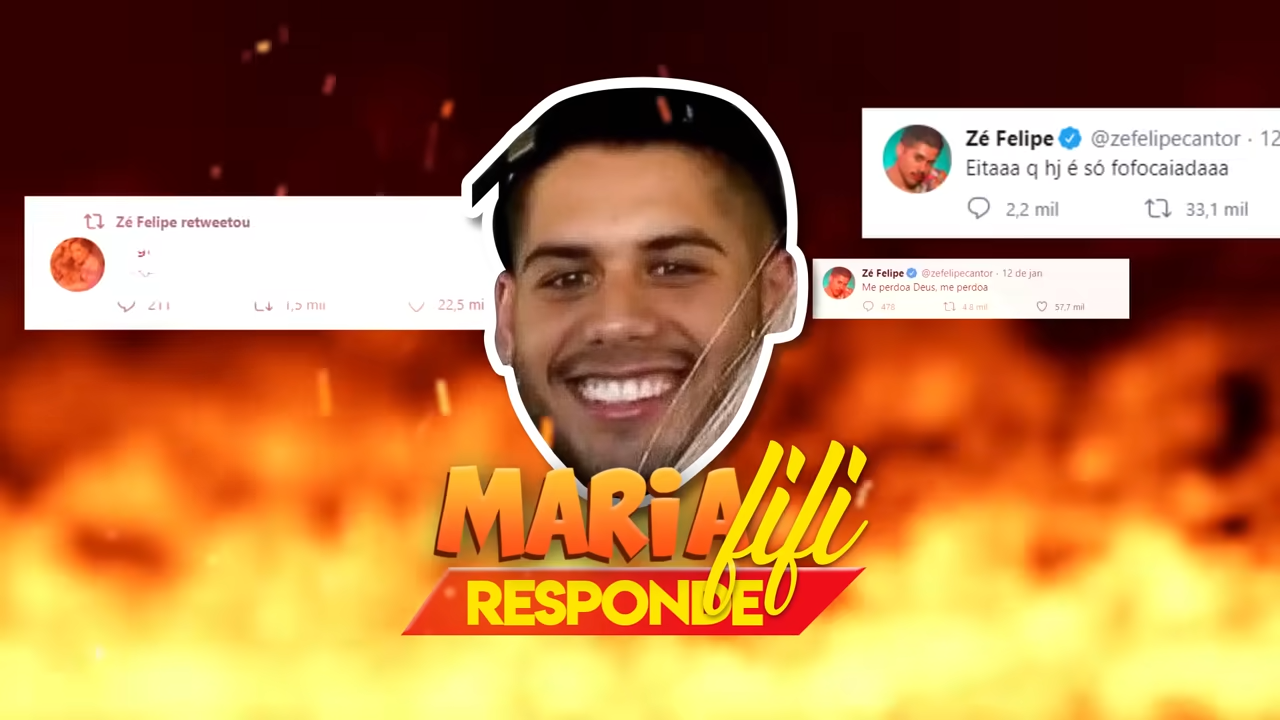 Zé Felipe retweetou
1,5 mil
22,5 mi
Zé Felipe @zefelipecantor · 12
Eitaaa q hj é só fofocaiadaaa
2,2 mil 33,1 mil
Zé Felipe @zefelipecantor · 12 de jan
Me perdoa Deus, me perdoa
478 4,8 mil 57,7 mil
MARiA fifi
RESPONDE